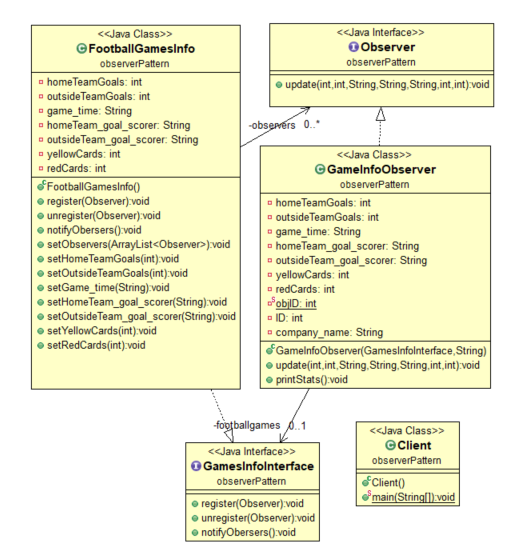 <<Java Class>>
FootballGamesInfo
observerPattern
homeTeamGoals: int
outsideTeamGoals: int
game_time: String
homeTeam_goal_scorer: String
outsideTeam_goal_scorer: String
yellowCards: int
redCards: int
FootballGamesInfo()
register(Observer):void
unregister(Observer):void
notifyObersers():void
setObservers(ArrayList<Observer>):void
setHomeTeamGoals(int):void
setOutsideTeamGoals(int):void
setGame_time(String):void
setHomeTeam_goal_scorer(String):void
setOutsideTeam_goal_scorer(String):void
setYellowCards(int):void
setRedCards(int):void
<<Java Interface>>
Observer
observerPattern
update(int,int,String,String,String,int,int):void
-observers 0..*
<<Java Class>>
GameInfoObserver
observerPattern
homeTeamGoals: int
outsideTeamGoals: int
game_time: String
homeTeam_goal_scorer: String
outsideTeam_goal_scorer: String
yellowCards: int
redCards: int
objID: int
ID: int
company_name: String
GameInfoObserver(GamesInfoInterface,String)
update(int,int,String,String,String,int,int):void
printStats():void
-footballgames 0..1
<<Java Interface>>
GamesInfoInterface
observerPattern
register(Observer):void
unregister(Observer):void
notifyObersers():void
<<Java Class>>
Client
observerPattern
Client()
main(String[]):void